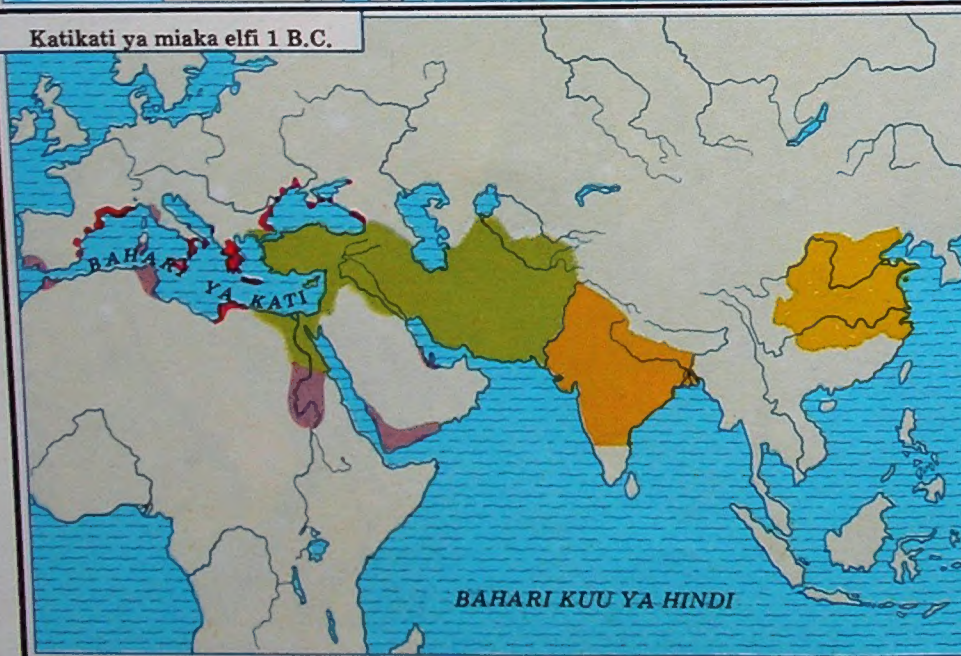 Katikati ya miaka elfi 1 B.C.
BAHARI
YA KATI
BAHARI KUU YA HINDI